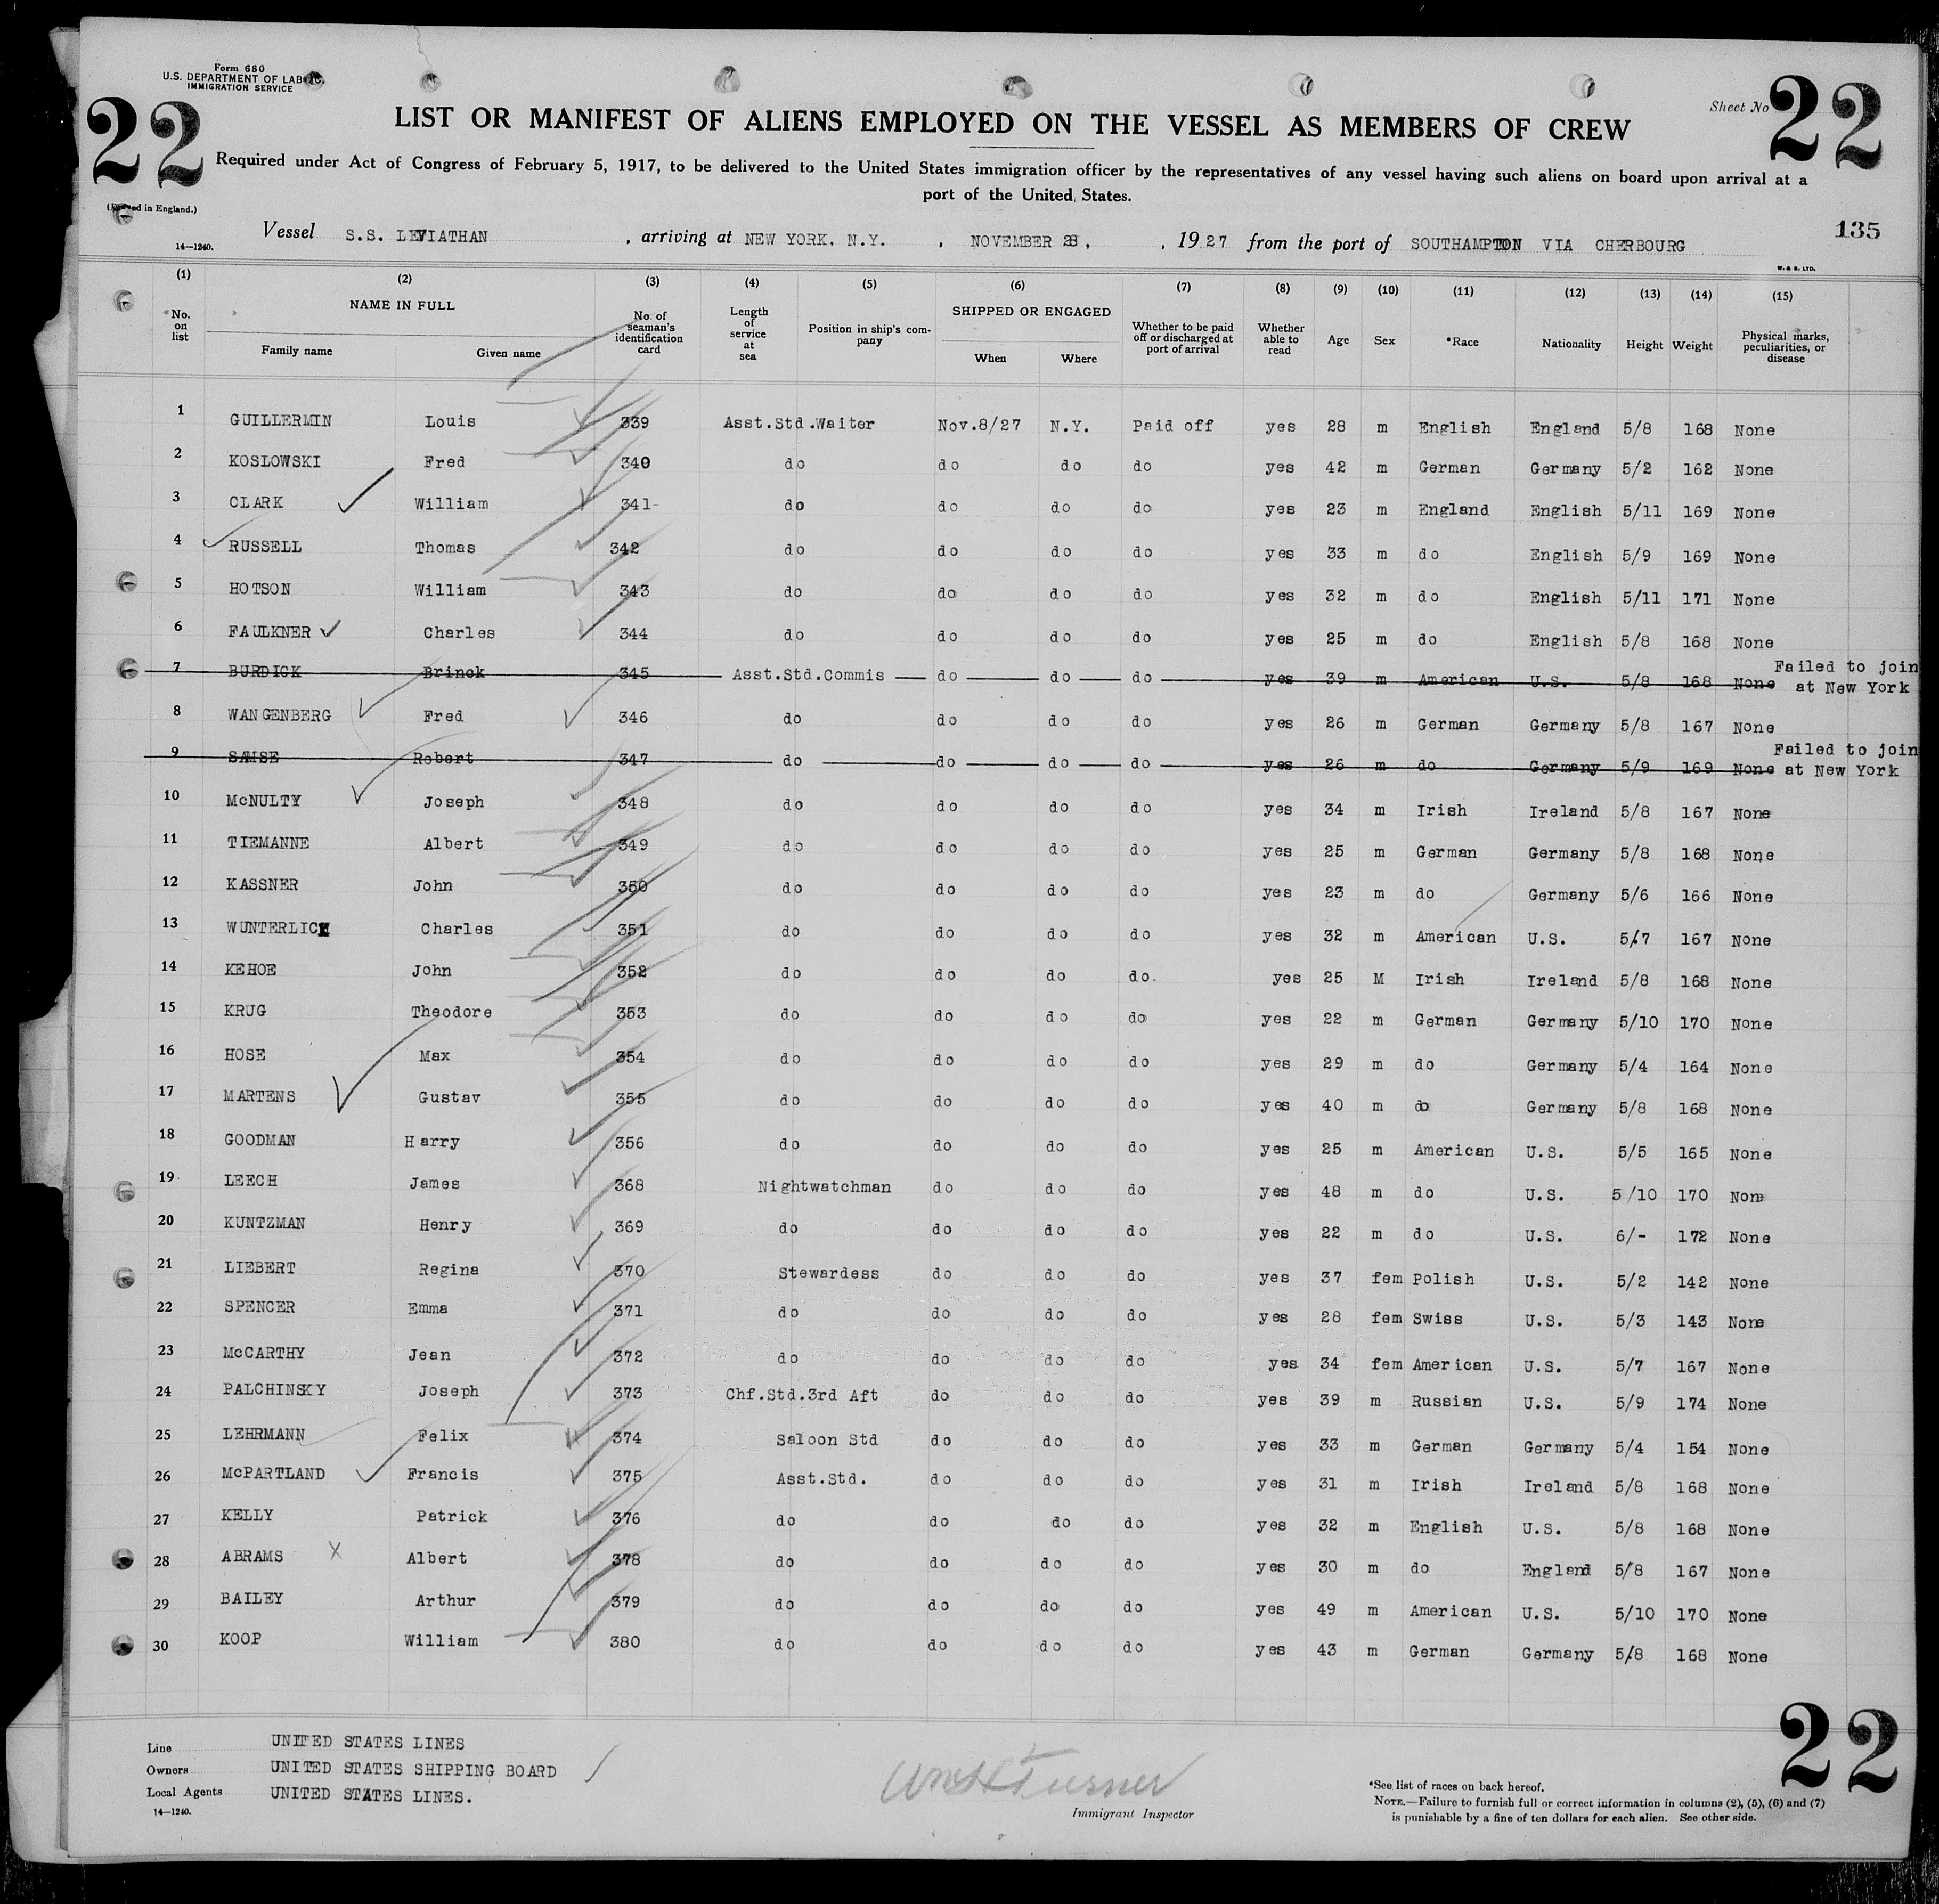 Form 680
U.S. DEPARTMENT OF LABOR,
IMMIGRATION SERVICE
22
Sheet No 22
LIST OR MANIFEST OF ALIENS EMPLOYED ON THE VESSEL AS MEMBERS OF CREW
Required under Act of Congress of February 5, 1917, to be delivered to the United States immigration officer by the representatives of any vessel having such aliens on board upon arrival at a
port of the United States.
(Printed in England.)
135
14—1240.
Vessel S.S. LEVIATHAN , arriving at NEW YORK, N.Y. , NOVEMBER 28, , 1927 from the port of SOUTHAMPTON VIA CHERBOURG
W. & S. LTD.
(1) (2) (3) (4) (5) (6) (7) (8) (9) (10) (11) (12) (13) (14) (15)
No. on list NAME IN FULL Family name Given name No. of seaman's identification card Length of service at sea Position in ship's company SHIPPED OR ENGAGED When Where Whether to be paid off or discharged at port of arrival Whether able to read Age Sex *Race Nationality Height Weight Physical marks, peculiarities, or disease
1 GUILLERMIN Louis 339 Asst.Std.Waiter Nov.8/27 N.Y. Paid off yes 28 m English England 5/8 168 None
2 KOSLOWSKI Fred 340 do do do do yes 42 m German Germany 5/2 162 None
3 CLARK William 341- do do do do yes 23 m England English 5/11 169 None
4 RUSSELL Thomas 342 do do do do yes 33 m do English 5/9 169 None
5 HOTSON William 343 do do do do yes 32 m do English 5/11 171 None
6 FAULKNER Charles 344 do do do do yes 25 m do English 5/8 168 None
7 BURDICK Brinck 345 Asst.Std.Commis do do do yes 39 m American U.S. 5/8 168 None Failed to join at New York
8 WANGENBERG Fred 346 do do do do yes 26 m German Germany 5/8 167 None
9 SAMSE Robert 347 do do do do yes 26 m do Germany 5/9 169 None Failed to join at New York
10 McNULTY Joseph 348 do do do do yes 34 m Irish Ireland 5/8 167 None
11 TIEMANNE Albert 349 do do do do yes 25 m German Germany 5/8 168 None
12 KASSNER John 350 do do do do yes 23 m do Germany 5/6 166 None
13 WUNTERLICH Charles 351 do do do do yes 32 m American U.S. 5/7 167 None
14 KEHOE John 352 do do do do. yes 25 M Irish Ireland 5/8 168 None
15 KRUG Theodore 353 do do do do yes 22 m German Germany 5/10 170 None
16 HOSE Max 354 do do do do yes 29 m do Germany 5/4 164 None
17 MARTENS Gustav 355 do do do do yes 40 m do Germany 5/8 168 None
18 GOODMAN Harry 356 do do do do yes 25 m American U.S. 5/5 165 None
19 LEECH James 368 Nightwatchman do do do yes 48 m do U.S. 5/10 170 None
20 KUNTZMAN Henry 369 do do do do yes 22 m do U.S. 6/- 172 None
21 LIEBERT Regina 370 Stewardess do do do yes 37 fem Polish U.S. 5/2 142 None
22 SPENCER Emma 371 do do do do yes 28 fem Swiss U.S. 5/3 143 None
23 McCARTHY Jean 372 do do do do yes 34 fem American U.S. 5/7 167 None
24 PALCHINSKY Joseph 373 Chf.Std.3rd Aft do do do yes 39 m Russian U.S. 5/9 174 None
25 LEHRMANN Felix 374 Saloon Std do do do yes 33 m German Germany 5/4 154 None
26 McPARTLAND Francis 375 Asst.Std. do do do yes 31 m Irish Ireland 5/8 168 None
27 KELLY Patrick 376 do do do do yes 32 m English U.S. 5/8 168 None
28 ABRAMS X Albert 378 do do do do yes 30 m do England 5/8 167 None
29 BAILEY Arthur 379 do do do do yes 49 m American U.S. 5/10 170 None
30 KOOP William 380 do do do do yes 43 m German Germany 5/8 168 None
Line UNITED STATES LINES
Owners UNITED STATES SHIPPING BOARD
Local Agents UNITED STATES LINES.
14—1240.
Wm H Turner
Immigrant Inspector
22
*See list of races on back hereof.
NOTE.—Failure to furnish full or correct information in columns (2), (5), (6) and (7)
is punishable by a fine of ten dollars for each alien. See other side.